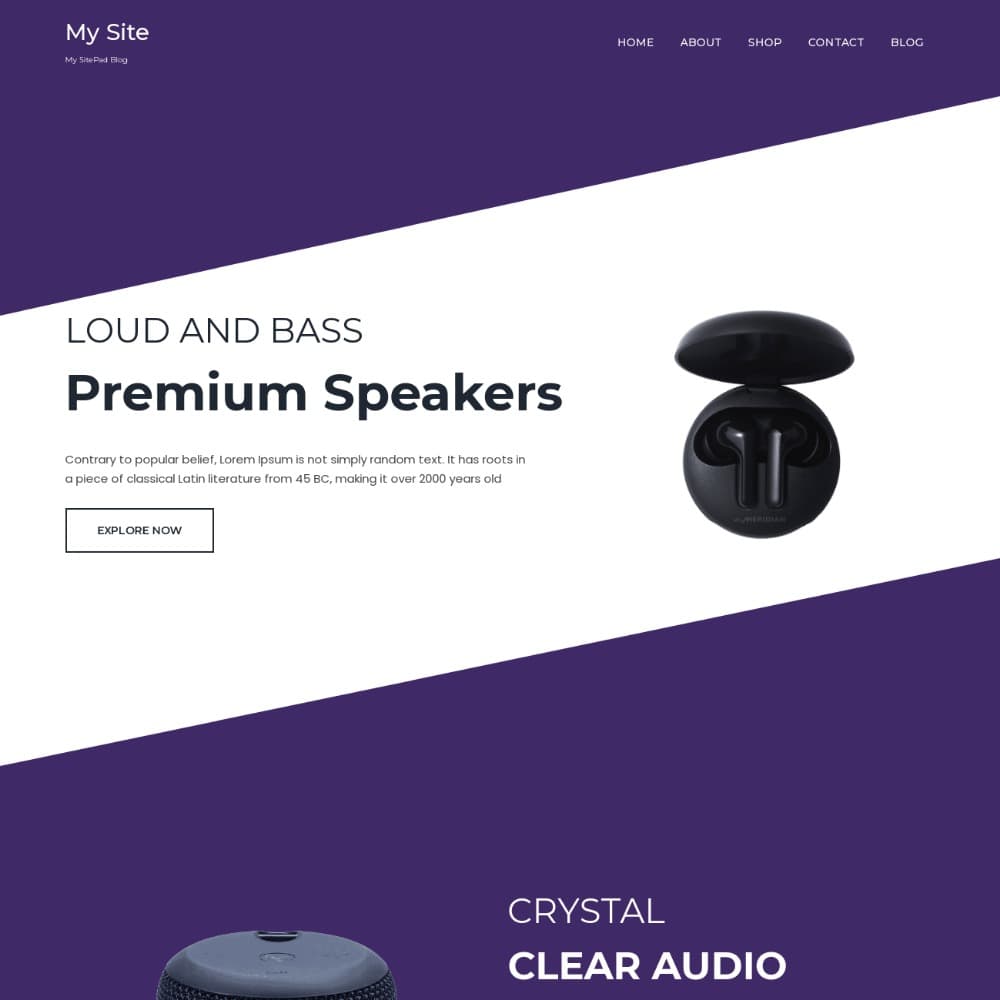 My Site
My SitePad Blog
HOME ABOUT SHOP CONTACT BLOG
LOUD AND BASS
Premium Speakers
Contrary to popular belief, Lorem Ipsum is not simply random text. It has roots in
a piece of classical Latin literature from 45 BC, making it over 2000 years old
EXPLORE NOW
CRYSTAL
CLEAR AUDIO